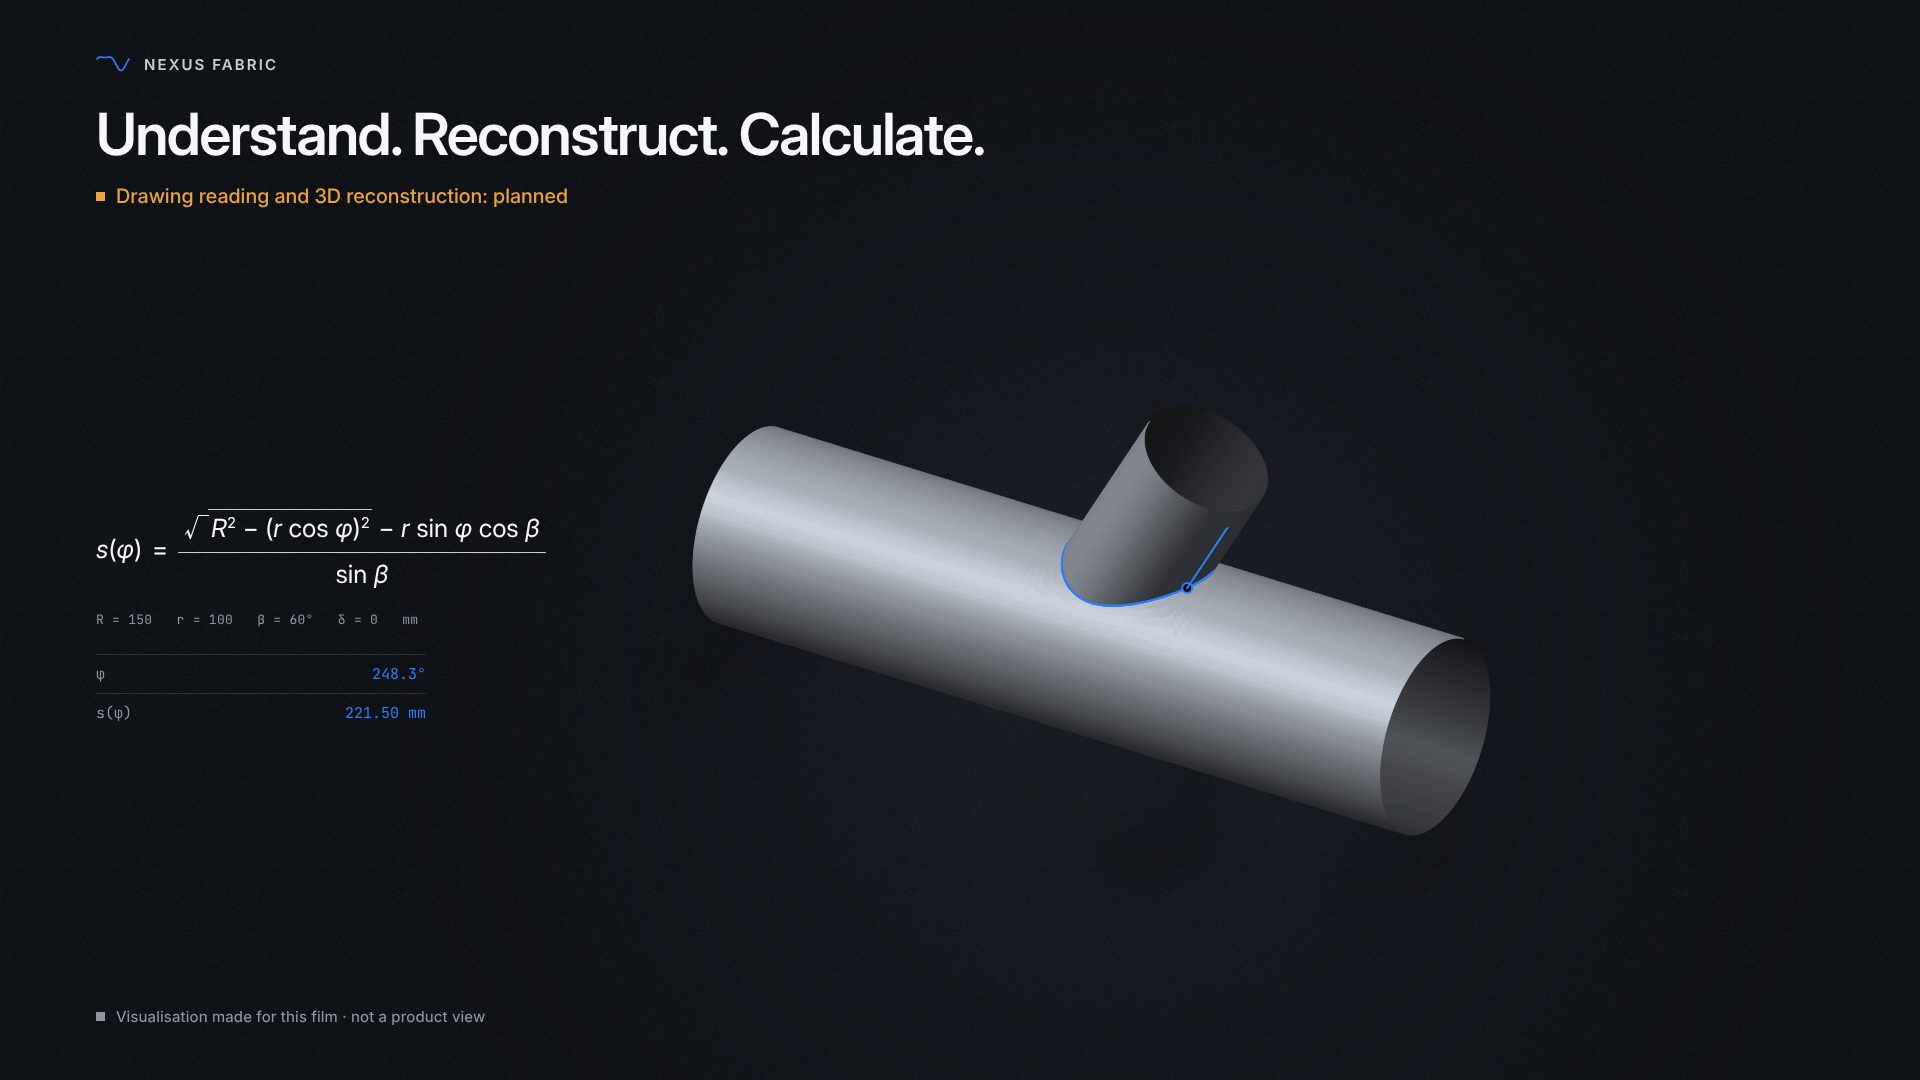 NEXUS FABRIC
Understand. Reconstruct. Calculate.
Drawing reading and 3D reconstruction: planned
s(φ) = (√R² − (r cos φ)² − r sin φ cos β) / sin β
R = 150 r = 100 β = 60° δ = 0 mm
φ 248.3°
s(φ) 221.50 mm
Visualisation made for this film · not a product view